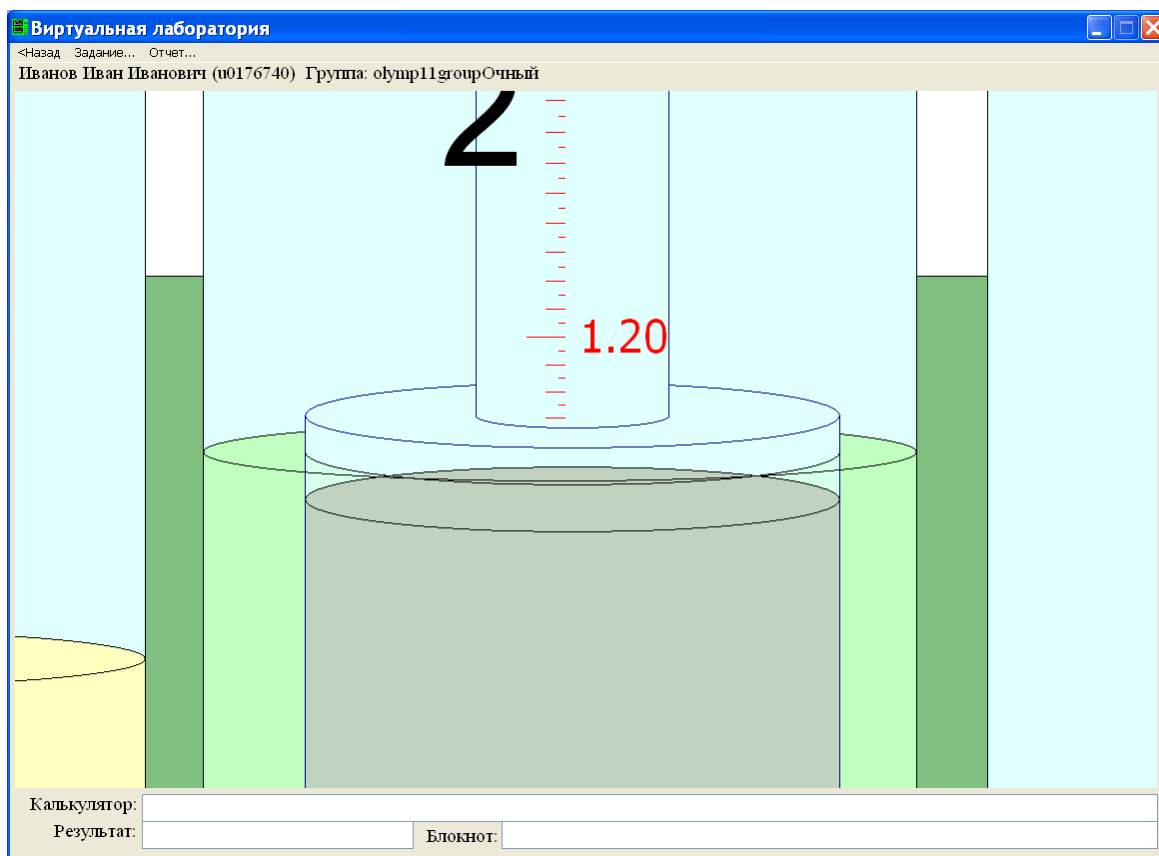 Виртуальная лаборатория
<Назад Задание... Отчет...
Иванов Иван Иванович (u0176740) Группа: olymp11groupОчный
2
1.20
Калькулятор:
Результат:
Блокнот: